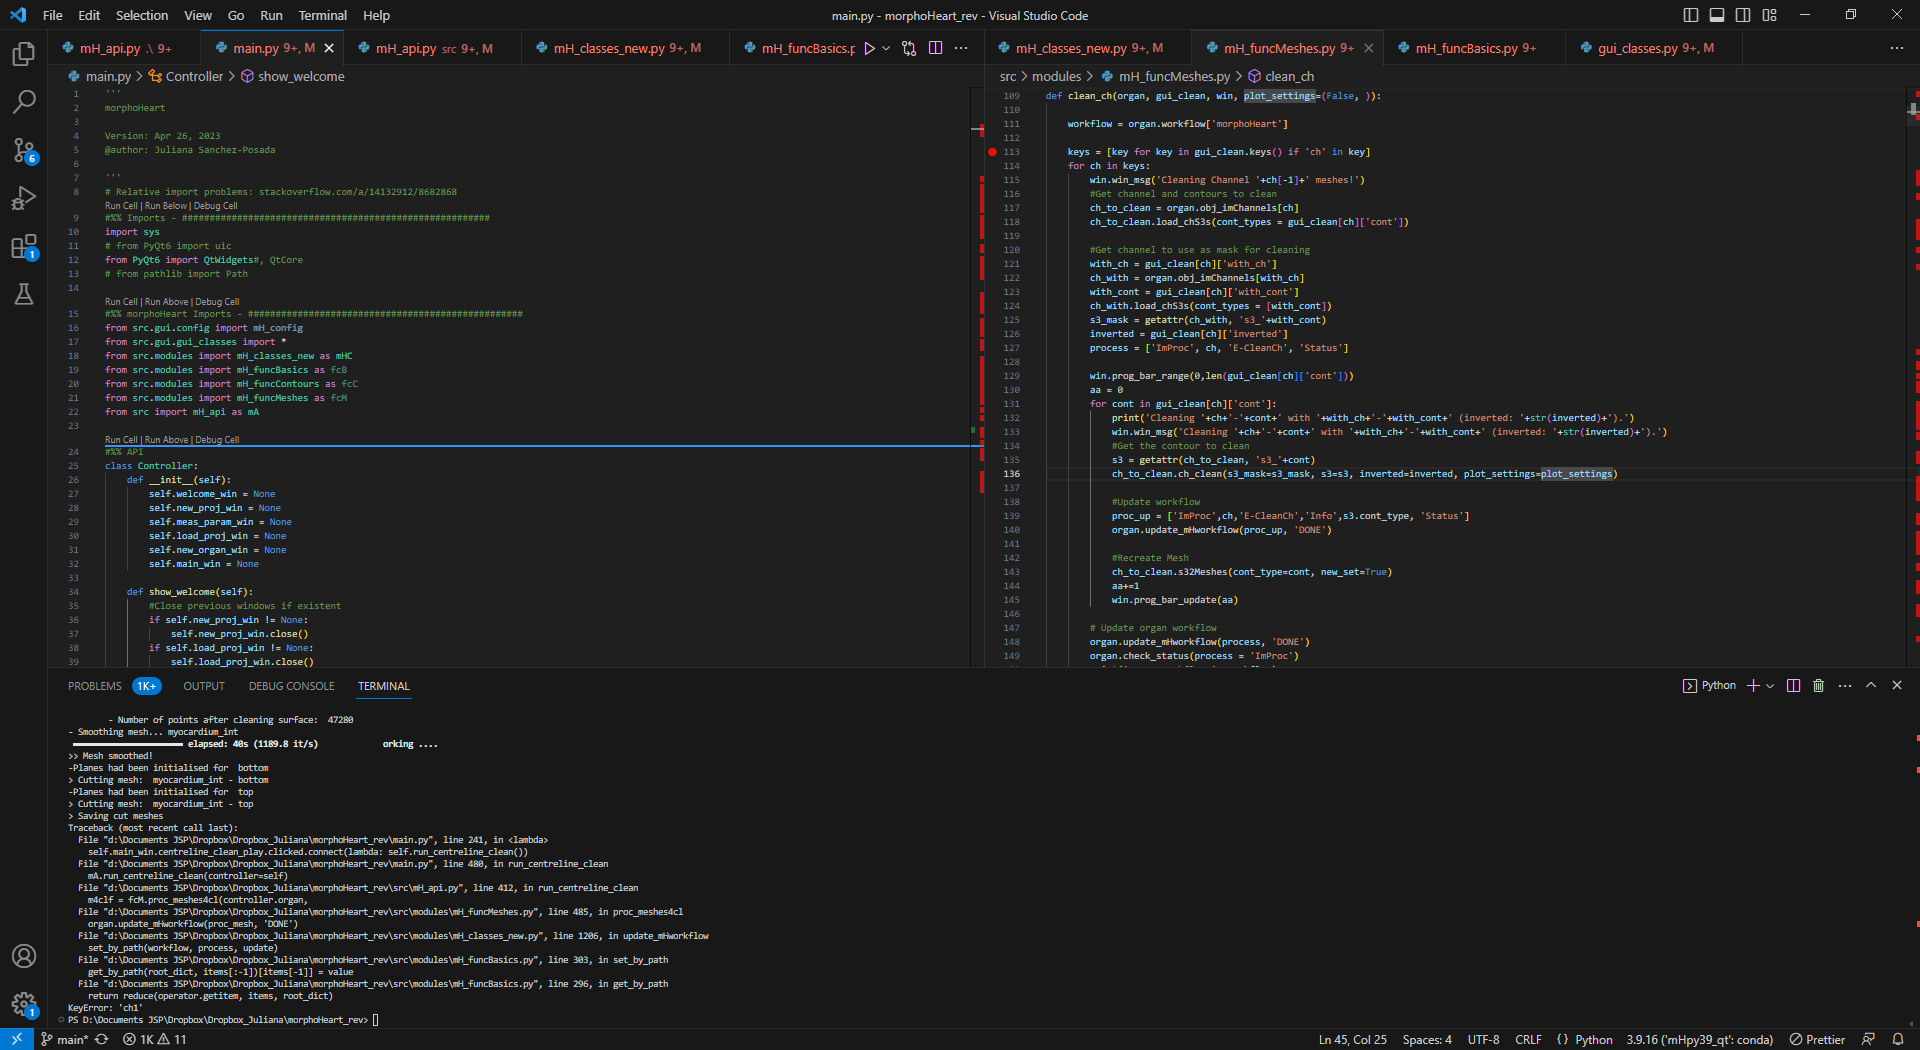 File Edit Selection View Go Run Terminal Help
main.py - morphoHeart_rev - Visual Studio Code
mH_api.py .\ 9+
main.py 9+, M
mH_api.py src 9+, M
mH_classes_new.py 9+, M
mH_funcBasics.p
main.py > Controller > show_welcome
1 '''
2 morphoHeart
3
4 Version: Apr 26, 2023
5 @author: Juliana Sanchez-Posada
6
7 '''
8 # Relative import problems: stackoverflow.com/a/14132912/8682868
Run Cell | Run Below | Debug Cell
9 #%% Imports - ########################################################
10 import sys
11 # from PyQt6 import uic
12 from PyQt6 import QtWidgets#, QtCore
13 # from pathlib import Path
14
Run Cell | Run Above | Debug Cell
15 #%% morphoHeart Imports - ##################################################
16 from src.gui.config import mH_config
17 from src.gui.gui_classes import *
18 from src.modules import mH_classes_new as mHC
19 from src.modules import mH_funcBasics as fcB
20 from src.modules import mH_funcContours as fcC
21 from src.modules import mH_funcMeshes as fcM
22 from src import mH_api as mA
23
Run Cell | Run Above | Debug Cell
24 #%% API
25 class Controller:
26 def __init__(self):
27 self.welcome_win = None
28 self.new_proj_win = None
29 self.meas_param_win = None
30 self.load_proj_win = None
31 self.new_organ_win = None
32 self.main_win = None
33
34 def show_welcome(self):
35 #Close previous windows if existent
36 if self.new_proj_win != None:
37 self.new_proj_win.close()
38 if self.load_proj_win != None:
39 self.load_proj_win.close()
mH_classes_new.py 9+, M
mH_funcMeshes.py 9+
mH_funcBasics.py 9+
gui_classes.py 9+, M
src > modules > mH_funcMeshes.py > clean_ch
109 def clean_ch(organ, gui_clean, win, plot_settings=(False, )):
110
111 workflow = organ.workflow['morphoHeart']
112
113 keys = [key for key in gui_clean.keys() if 'ch' in key]
114 for ch in keys:
115 win.win_msg('Cleaning Channel '+ch[-1]+' meshes!')
116 #Get channel and contours to clean
117 ch_to_clean = organ.obj_imChannels[ch]
118 ch_to_clean.load_chS3s(cont_types = gui_clean[ch]['cont'])
119
120 #Get channel to use as mask for cleaning
121 with_ch = gui_clean[ch]['with_ch']
122 ch_with = organ.obj_imChannels[with_ch]
123 with_cont = gui_clean[ch]['with_cont']
124 ch_with.load_chS3s(cont_types = [with_cont])
125 s3_mask = getattr(ch_with, 's3_'+with_cont)
126 inverted = gui_clean[ch]['inverted']
127 process = ['ImProc', ch, 'E-CleanCh', 'Status']
128
129 win.prog_bar_range(0,len(gui_clean[ch]['cont']))
130 aa = 0
131 for cont in gui_clean[ch]['cont']:
132 print('Cleaning '+ch+'-'+cont+' with '+with_ch+'-'+with_cont+' (inverted: '+str(inverted)+').')
133 win.win_msg('Cleaning '+ch+'-'+cont+' with '+with_ch+'-'+with_cont+' (inverted: '+str(inverted)+').')
134 #Get the contour to clean
135 s3 = getattr(ch_to_clean, 's3_'+cont)
136 ch_to_clean.ch_clean(s3_mask=s3_mask, s3=s3, inverted=inverted, plot_settings=plot_settings)
137
138 #Update workflow
139 proc_up = ['ImProc',ch,'E-CleanCh','Info',s3.cont_type, 'Status']
140 organ.update_mHworkflow(proc_up, 'DONE')
141
142 #Recreate Mesh
143 ch_to_clean.s32Meshes(cont_type=cont, new_set=True)
144 aa+=1
145 win.prog_bar_update(aa)
146
147 # Update organ workflow
148 organ.update_mHworkflow(process, 'DONE')
149 organ.check_status(process = 'ImProc')
PROBLEMS 1K+ OUTPUT DEBUG CONSOLE TERMINAL
Python
- Number of points after cleaning surface: 47280
- Smoothing mesh... myocardium_int
elapsed: 40s (1189.8 it/s) orking ....
>> Mesh smoothed!
-Planes had been initialised for bottom
> Cutting mesh: myocardium_int - bottom
-Planes had been initialised for top
> Cutting mesh: myocardium_int - top
> Saving cut meshes
Traceback (most recent call last):
File "d:\Documents JSP\Dropbox\Dropbox_Juliana\morphoHeart_rev\main.py", line 241, in <lambda>
self.main_win.centreline_clean_play.clicked.connect(lambda: self.run_centreline_clean())
File "d:\Documents JSP\Dropbox\Dropbox_Juliana\morphoHeart_rev\main.py", line 480, in run_centreline_clean
mA.run_centreline_clean(controller=self)
File "d:\Documents JSP\Dropbox\Dropbox_Juliana\morphoHeart_rev\src\mH_api.py", line 412, in run_centreline_clean
m4clf = fcM.proc_meshes4cl(controller.organ,
File "d:\Documents JSP\Dropbox\Dropbox_Juliana\morphoHeart_rev\src\modules\mH_funcMeshes.py", line 485, in proc_meshes4cl
organ.update_mHworkflow(proc_mesh, 'DONE')
File "d:\Documents JSP\Dropbox\Dropbox_Juliana\morphoHeart_rev\src\modules\mH_classes_new.py", line 1206, in update_mHworkflow
set_by_path(workflow, process, update)
File "d:\Documents JSP\Dropbox\Dropbox_Juliana\morphoHeart_rev\src\modules\mH_funcBasics.py", line 303, in set_by_path
get_by_path(root_dict, items[:-1])[items[-1]] = value
File "d:\Documents JSP\Dropbox\Dropbox_Juliana\morphoHeart_rev\src\modules\mH_funcBasics.py", line 296, in get_by_path
return reduce(operator.getitem, items, root_dict)
KeyError: 'ch1'
PS D:\Documents JSP\Dropbox\Dropbox_Juliana\morphoHeart_rev>
6
1
1
main* 1K 11
Ln 45, Col 25 Spaces: 4 UTF-8 CRLF Python 3.9.16 ('mHpy39_qt': conda) Prettier